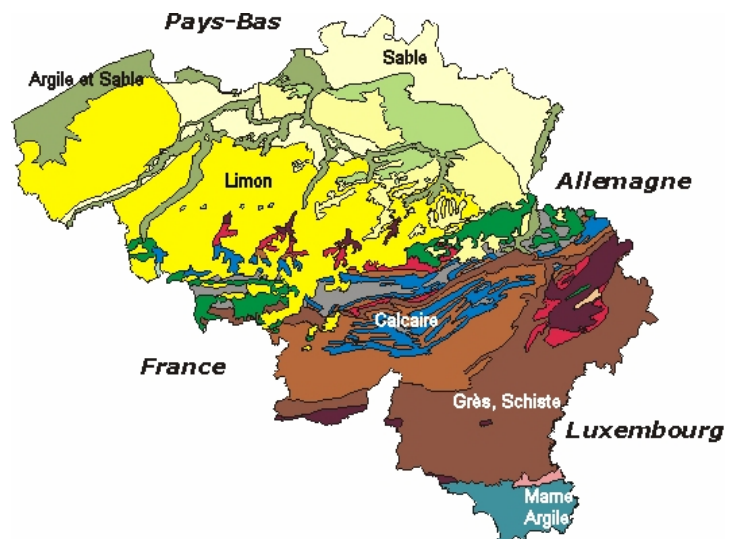 Pays-Bas
Sable
Argile et Sable
Limon
Allemagne
Calcaire
France
Grès, Schiste
Luxembourg
Marne
Argile